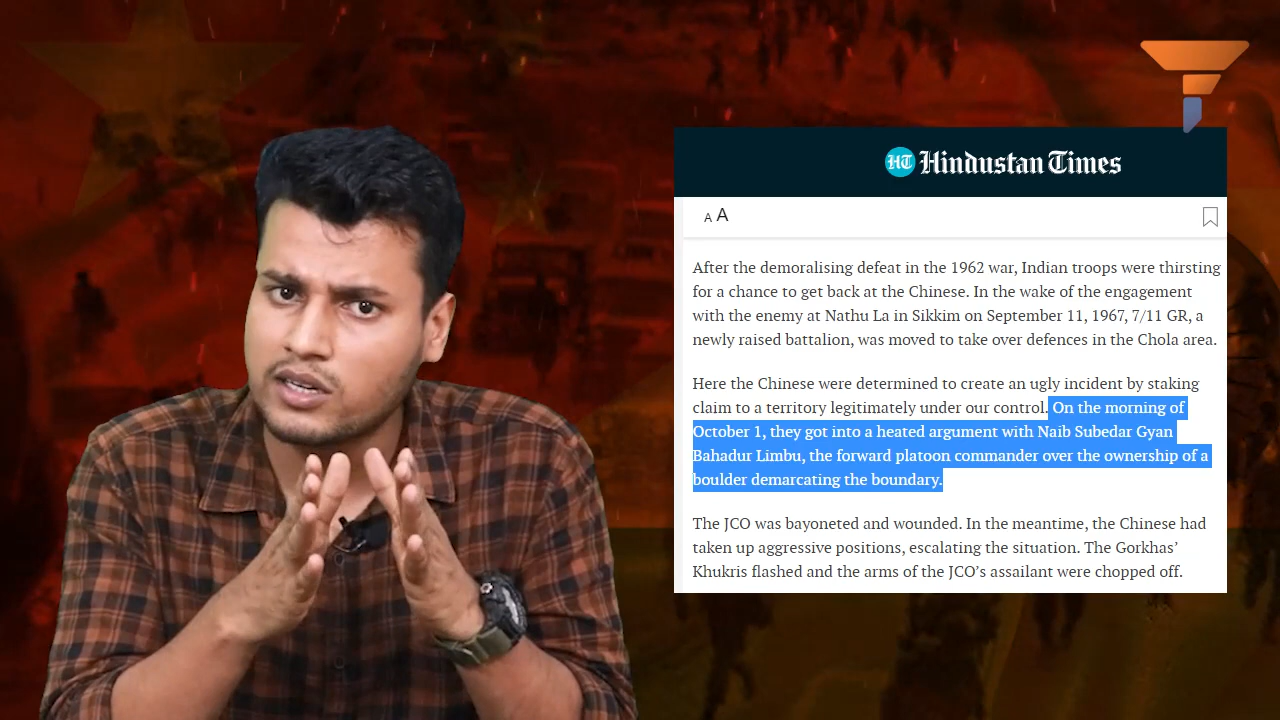 HT Hindustan Times
A A
After the demoralising defeat in the 1962 war, Indian troops were thirsting
for a chance to get back at the Chinese. In the wake of the engagement
with the enemy at Nathu La in Sikkim on September 11, 1967, 7/11 GR, a
newly raised battalion, was moved to take over defences in the Chola area.
Here the Chinese were determined to create an ugly incident by staking
claim to a territory legitimately under our control. On the morning of
October 1, they got into a heated argument with Naib Subedar Gyan
Bahadur Limbu, the forward platoon commander over the ownership of a
boulder demarcating the boundary.
The JCO was bayoneted and wounded. In the meantime, the Chinese had
taken up aggressive positions, escalating the situation. The Gorkhas’
Khukris flashed and the arms of the JCO’s assailant were chopped off.